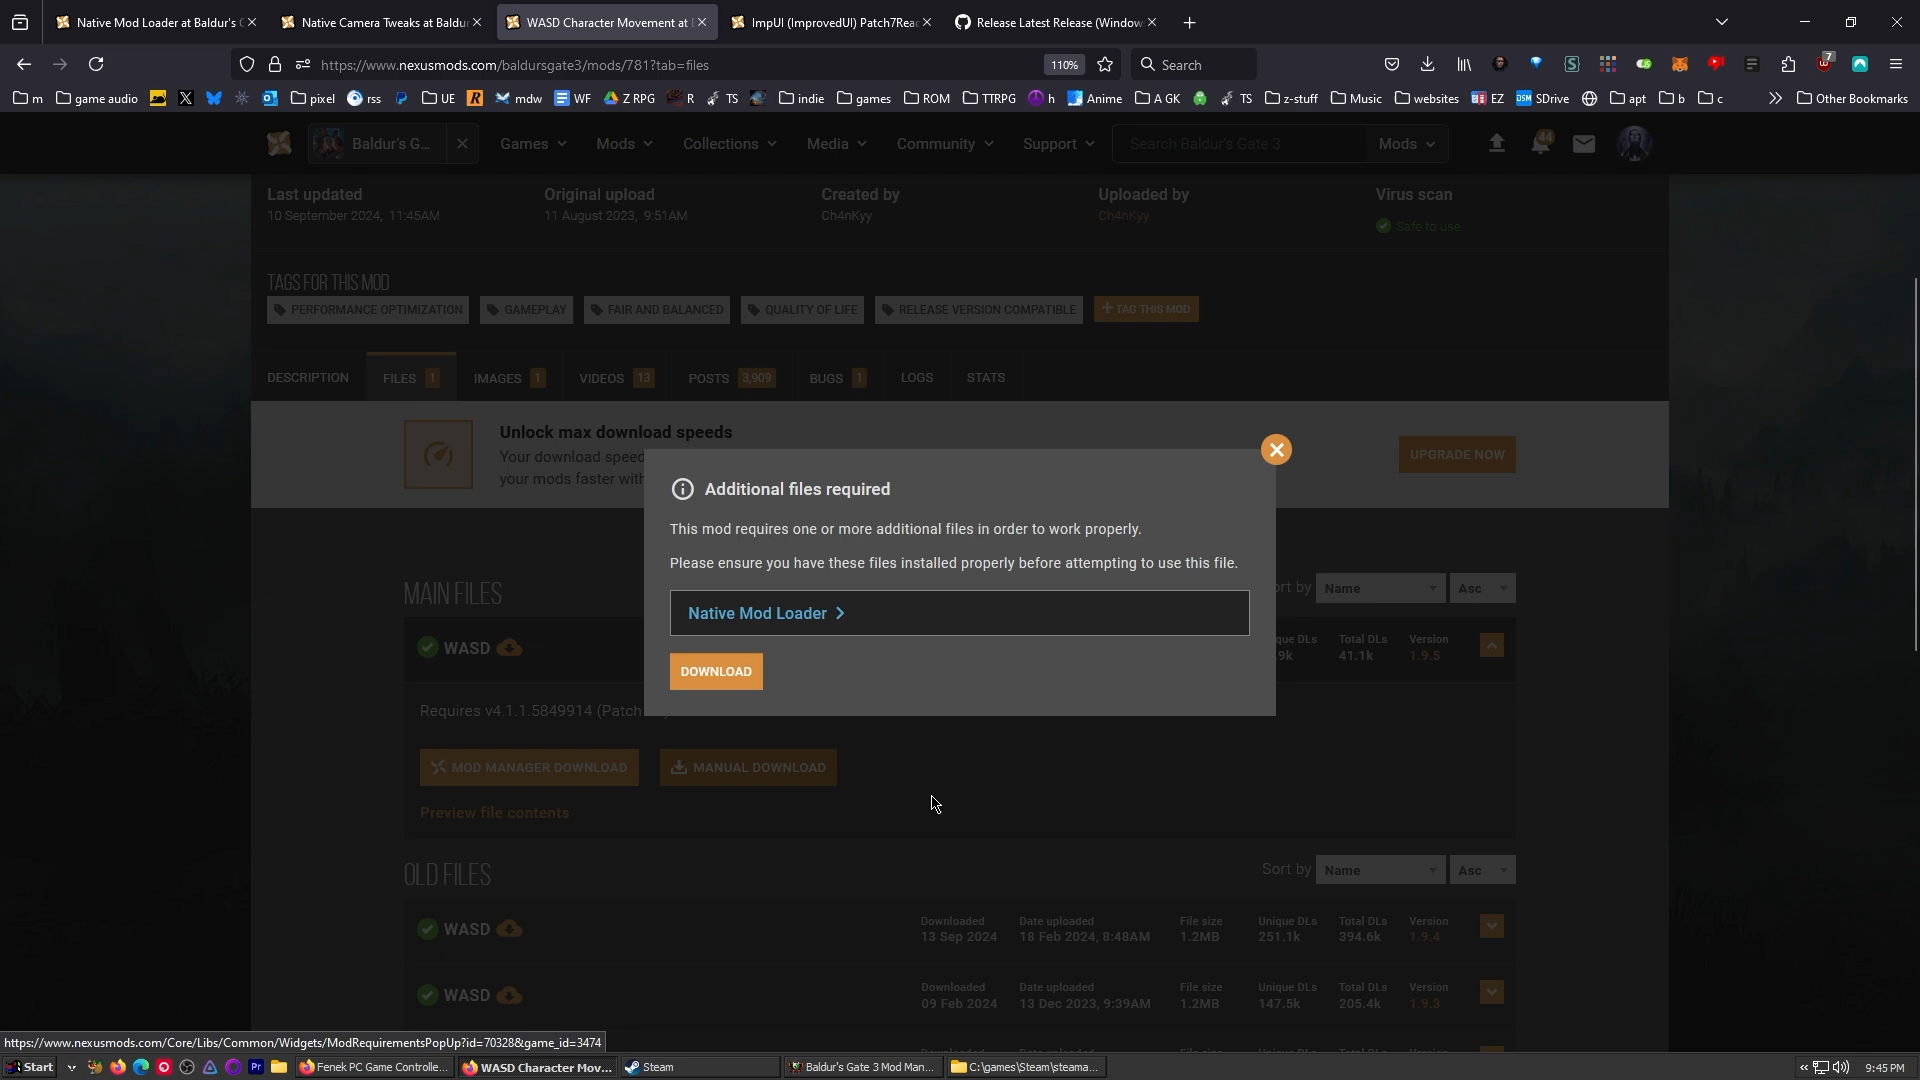 Native Mod Loader at Baldur's G
Native Camera Tweaks at Baldur
WASD Character Movement at
ImpUI (ImprovedUI) Patch7Read
Release Latest Release (Window
https://www.nexusmods.com/baldursgate3/mods/781?tab=files
110%
Search
7
m
game audio
pixel
rss
UE
mdw
WF
Z RPG
R
TS
indie
games
ROM
TTRPG
h
Anime
A GK
TS
z-stuff
Music
websites
EZ
SDrive
apt
b
c
Other Bookmarks
Baldur's G...
Games
Mods
Collections
Media
Community
Support
Search Baldur's Gate 3
Mods
44
Last updated
10 September 2024, 11:45AM
Original upload
11 August 2023, 9:51AM
Created by
Ch4nKyy
Uploaded by
Ch4nKyy
Virus scan
Safe to use
TAGS FOR THIS MOD
PERFORMANCE OPTIMIZATION
GAMEPLAY
FAIR AND BALANCED
QUALITY OF LIFE
RELEASE VERSION COMPATIBLE
+ TAG THIS MOD
DESCRIPTION
FILES 1
IMAGES 1
VIDEOS 13
POSTS 3,909
BUGS 1
LOGS
STATS
Unlock max download speeds
Your download speed
your mods faster with
UPGRADE NOW
Additional files required
This mod requires one or more additional files in order to work properly.
Please ensure you have these files installed properly before attempting to use this file.
Native Mod Loader
DOWNLOAD
MAIN FILES
ort by
Name
Asc
WASD
que DLs
9k
Total DLs
41.1k
Version
1.9.5
Requires v4.1.1.5849914 (Patch
MOD MANAGER DOWNLOAD
MANUAL DOWNLOAD
Preview file contents
OLD FILES
Sort by
Name
Asc
WASD
Downloaded
13 Sep 2024
Date uploaded
18 Feb 2024, 8:48AM
File size
1.2MB
Unique DLs
251.1k
Total DLs
394.6k
Version
1.9.4
WASD
Downloaded
09 Feb 2024
Date uploaded
13 Dec 2023, 9:39AM
File size
1.2MB
Unique DLs
147.5k
Total DLs
205.4k
Version
1.9.3
https://www.nexusmods.com/Core/Libs/Common/Widgets/ModRequirementsPopUp?id=70328&game_id=3474
Start
Fenek PC Game Controlle...
WASD Character Mov...
Steam
Baldur's Gate 3 Mod Man...
C:\games\Steam\steama...
9:45 PM